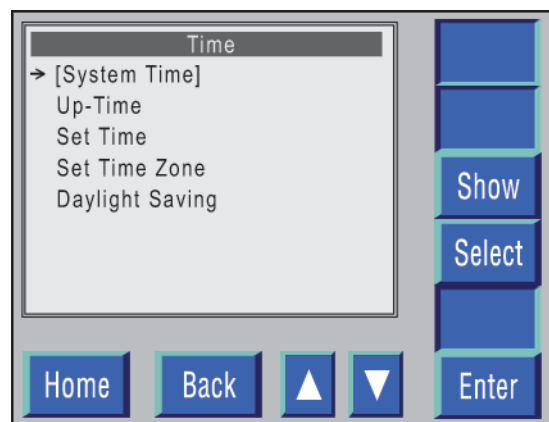 Time
→ [System Time]
Up-Time
Set Time
Set Time Zone
Daylight Saving
Show
Select
Home Back Enter